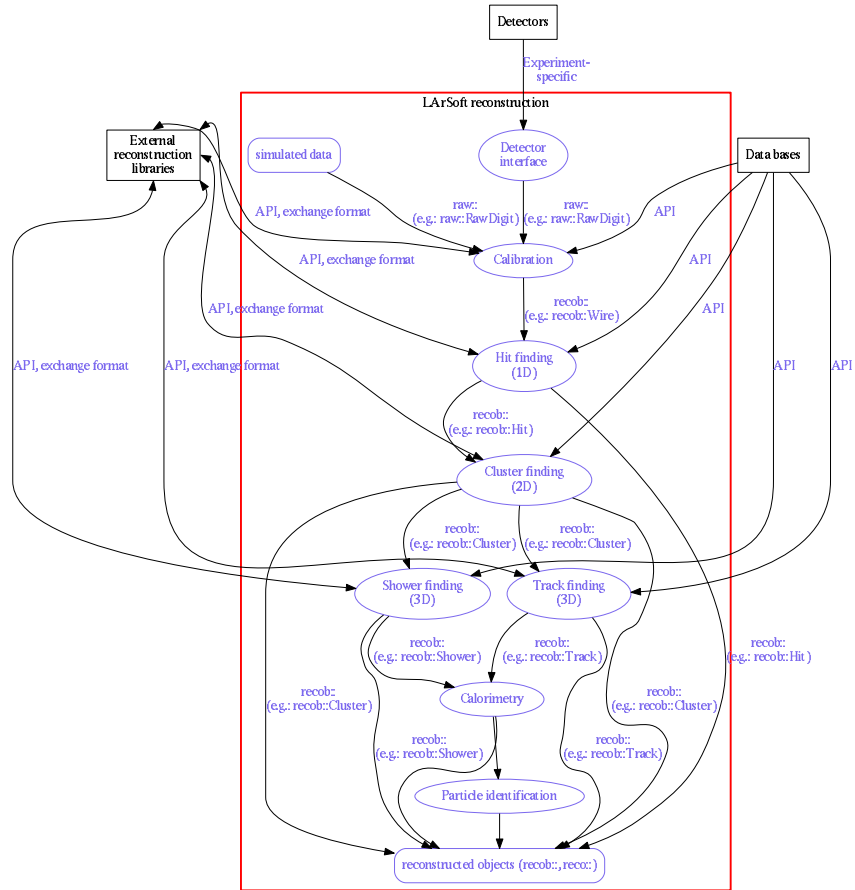 Detectors
Experiment-
specific
LArSoft reconstruction
External
reconstruction
libraries
simulated data
Detector
interface
Data bases
raw::
(e.g.: raw::RawDigit)
raw::
(e.g.: raw::RawDigit)
API, exchange format
API
Calibration
API, exchange format
API
recob::
(e.g.: recob::Wire)
API, exchange format
API
Hit finding
(1D)
API, exchange format
API, exchange format
API
API
recob::
(e.g.: recob::Hit)
Cluster finding
(2D)
recob::
(e.g.: recob::Cluster)
recob::
(e.g.: recob::Cluster)
Shower finding
(3D)
Track finding
(3D)
recob::
(e.g.: recob::Shower)
recob::
(e.g.: recob::Track)
recob::
(e.g.: recob::Hit)
recob::
(e.g.: recob::Cluster)
Calorimetry
recob::
(e.g.: recob::Cluster)
recob::
(e.g.: recob::Shower)
recob::
(e.g.: recob::Track)
Particle identification
reconstructed objects (recob::, reco::)